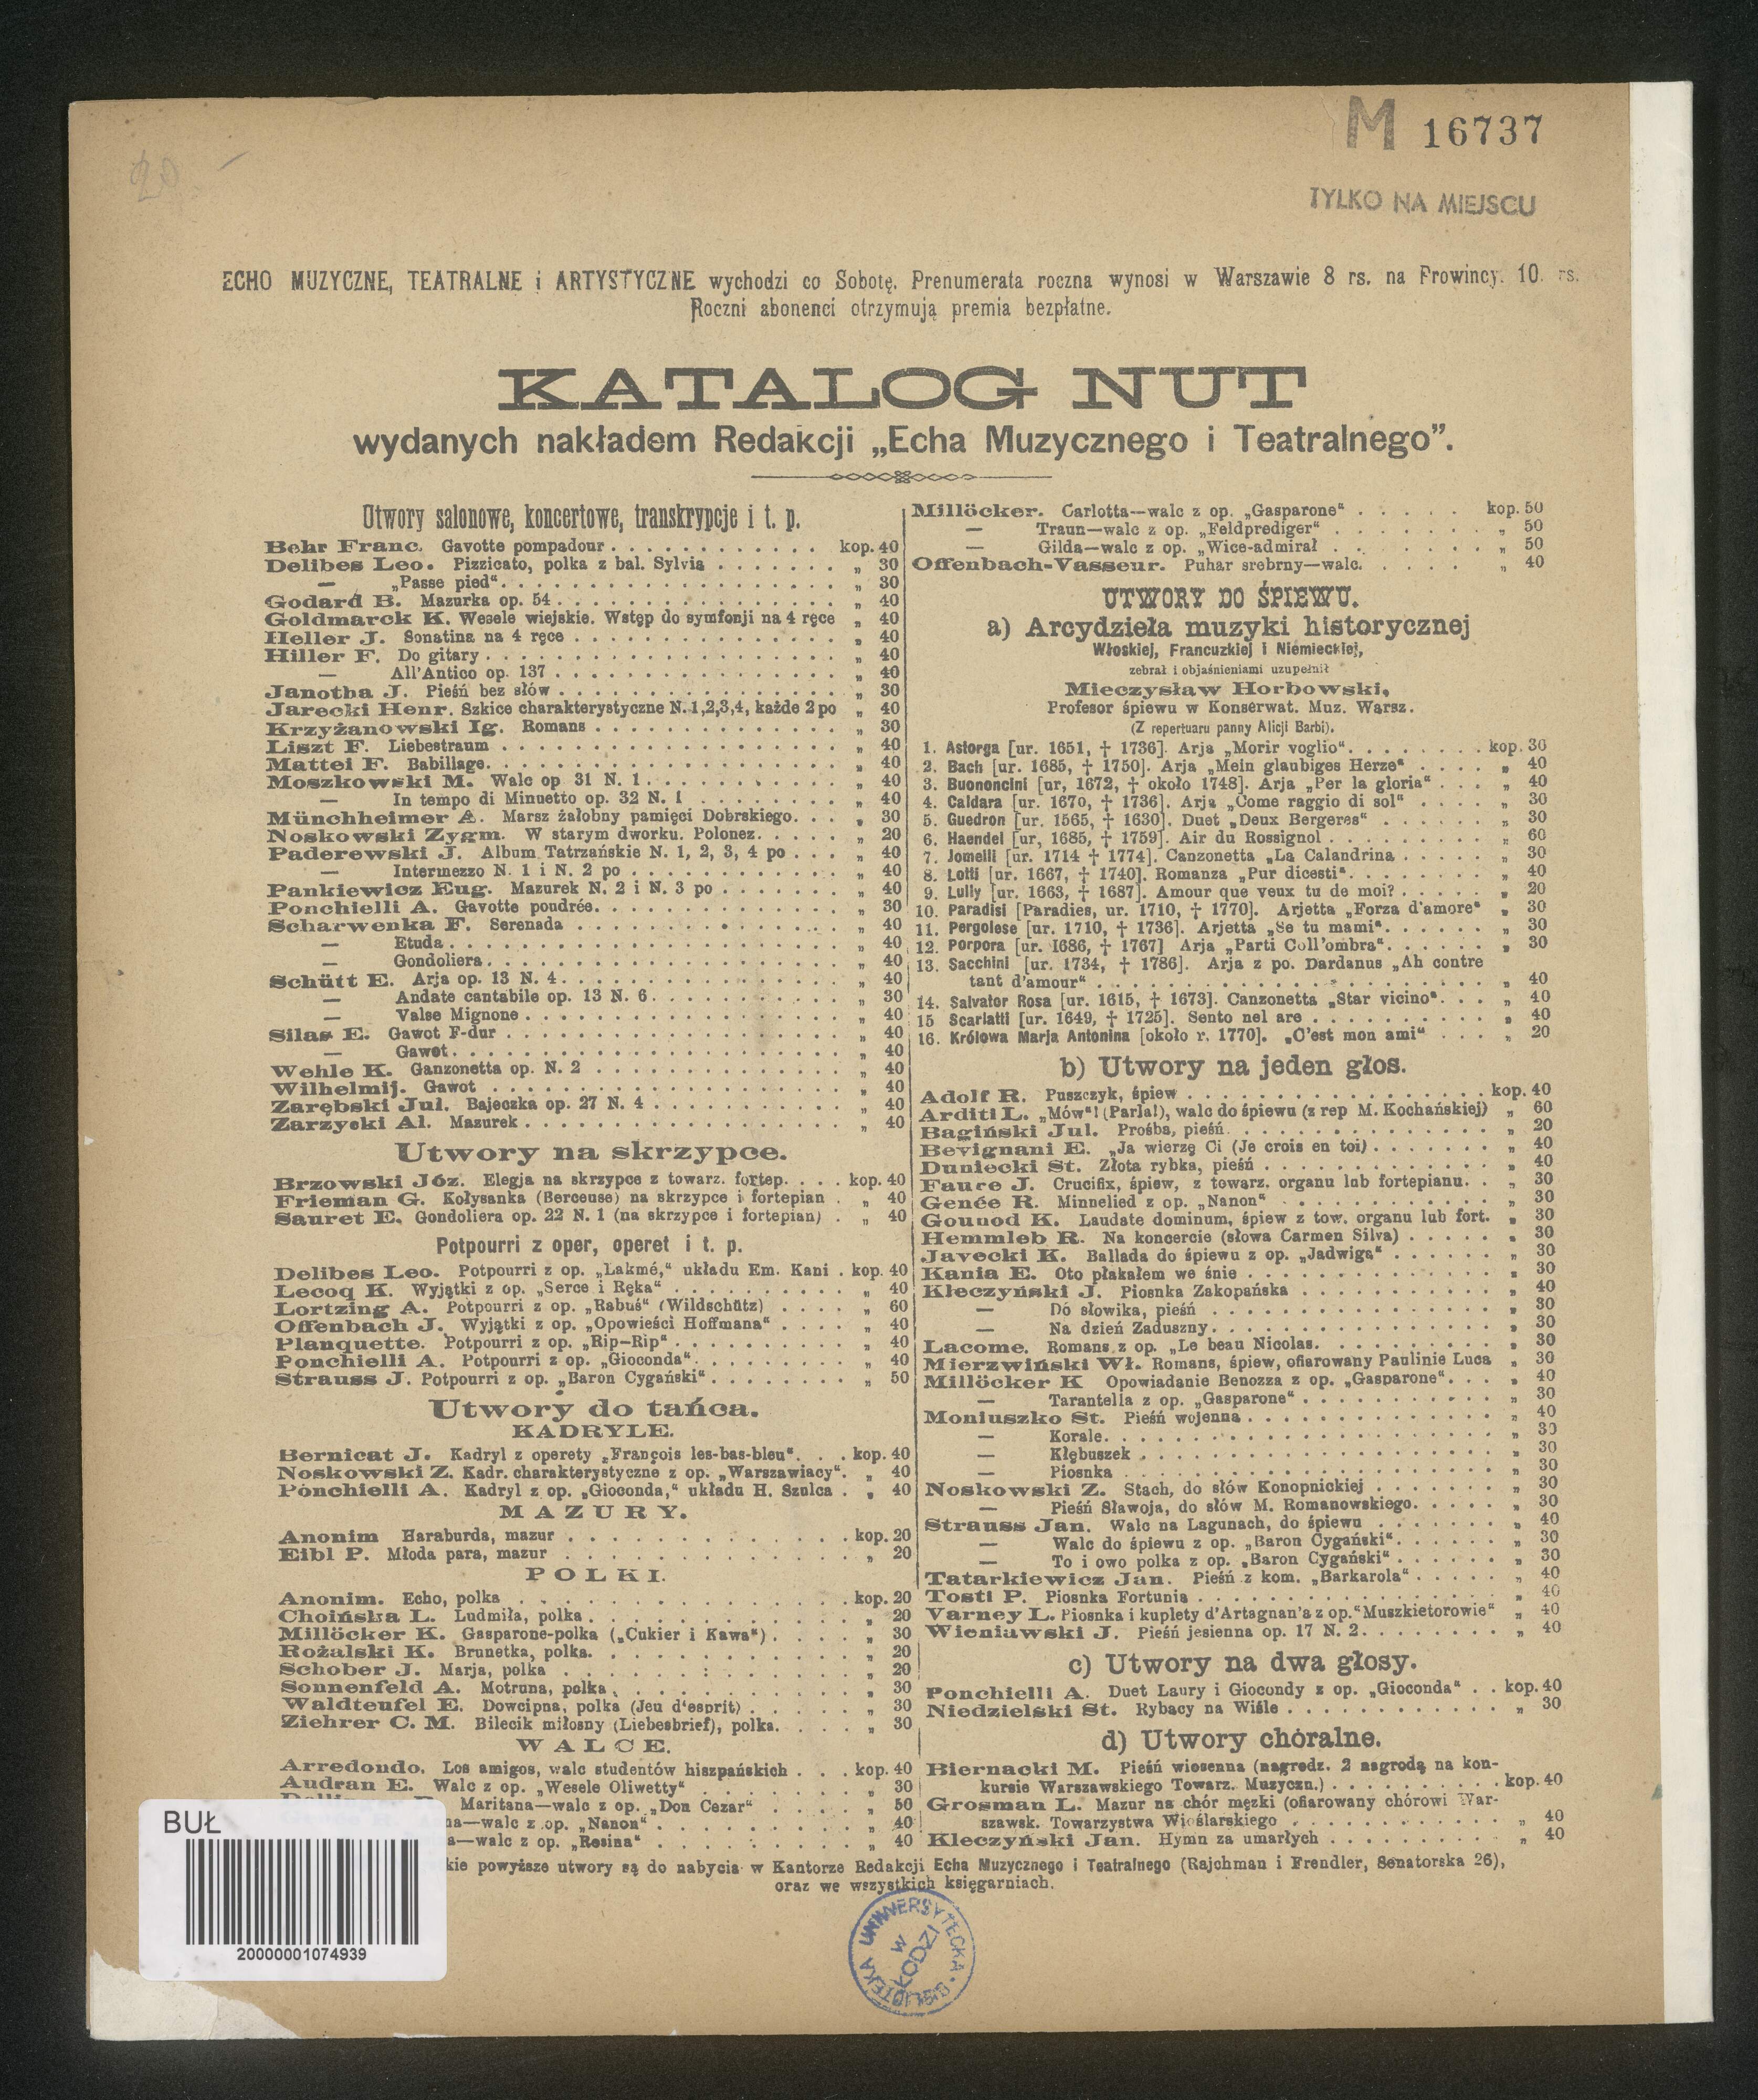 M 16737
TYLKO NA MIEJSCU
ECHO MUZYCZNE, TEATRALNE i ARTYSTYCZNE wychodzi co Sobotę. Prenumerata roczna wynosi w Warszawie 8 rs. na Prowincy. 10. rs.
Roczni abonenci otrzymują premia bezpłatne.
KATALOG NUT
wydanych nakładem Redakcji „Echa Muzycznego i Teatralnego”.
Utwory salonowe, koncertowe, transkrypcje i t. p.
Behr Franc. Gavotte pompadour . . . kop. 40
Delibes Leo. Pizzicato, polka z bal. Sylvia . . . „ 30
— „Passe pied“ . . . „ 30
Godard B. Mazurka op. 54 . . . „ 40
Goldmarck K. Wesele wiejskie. Wstęp do symfonji na 4 ręce „ 40
Heller J. Sonatina na 4 ręce . . . „ 40
Hiller F. Do gitary . . . „ 40
— All'Antico op. 137 . . . „ 40
Janotha J. Pieśń bez słów . . . „ 30
Jarecki Henr. Szkice charakterystyczne N. 1,2,3,4, każde 2 po „ 40
Krzyżanowski Ig. Romans . . . „ 30
Liszt F. Liebestraum . . . „ 40
Mattei F. Babillage . . . „ 40
Moszkowski M. Walc op 31 N. 1 . . . „ 40
— In tempo di Minuetto op. 32 N. 1 . . . „ 40
Münchheimer A. Marsz żałobny pamięci Dobrskiego . . . „ 30
Noskowski Zygm. W starym dworku. Polonez . . . „ 20
Paderewski J. Album Tatrzańskie N. 1, 2, 3, 4 po . . . „ 40
— Intermezzo N. 1 i N. 2 po . . . „ 40
Pankiewicz Eug. Mazurek N. 2 i N. 3 po . . . „ 40
Ponchielli A. Gavotte poudrée . . . „ 30
Scharwenka F. Serenada . . . „ 40
— Etuda . . . „ 40
— Gondoliera . . . „ 40
Schütt E. Arja op. 13 N. 4 . . . „ 40
— Andate cantabile op. 13 N. 6 . . . „ 30
— Valse Mignone . . . „ 40
Silas E. Gawot F-dur . . . „ 40
— Gawot . . . „ 40
Wehle K. Ganzonetta op. N. 2 . . . „ 40
Wilhelmij. Gawot . . . „ 40
Zarębski Jul. Bajeczka op. 27 N. 4 . . . „ 40
Zarzycki Al. Mazurek . . . „ 40
Utwory na skrzypce.
Brzowski Józ. Elegja na skrzypce z towarz. fortep. . . . kop. 40
Frieman G. Kołysanka (Berceuse) na skrzypce i fortepian . „ 40
Sauret E. Gondoliera op. 22 N. 1 (na skrzypce i fortepian) . „ 40
Potpourri z oper, operet i t. p.
Delibes Leo. Potpourri z op. „Lakmé,“ układu Em. Kani . kop. 40
Lecoq K. Wyjątki z op. „Serce i Ręka“ . . . „ 40
Lortzing A. Potpourri z op. „Rabuś“ (Wildschütz) . . . „ 60
Offenbach J. Wyjątki z op. „Opowieści Hoffmana“ . . . „ 40
Planquette. Potpourri z op. „Rip—Rip“ . . . „ 40
Ponchielli A. Potpourri z op. „Gioconda“ . . . „ 40
Strauss J. Potpourri z op. „Baron Cygański“ . . . „ 50
Utwory do tańca.
KADRYLE.
Bernicat J. Kadryl z operety „François les-bas-bleu“ . . . kop. 40
Noskowski Z. Kadr. charakterystyczne z op. „Warszawiacy“. „ 40
Ponchielli A. Kadryl z op. „Gioconda,“ układu H. Szulca . „ 40
MAZURY.
Anonim Haraburda, mazur . . . kop. 20
Eibl P. Młoda para, mazur . . . „ 20
POLKI.
Anonim. Echo, polka . . . kop. 20
Choińska L. Ludmiła, polka . . . „ 20
Millöcker K. Gasparone-polka („Cukier i Kawa“) . . . „ 30
Rożalski K. Brunetka, polka . . . „ 20
Schober J. Marja, polka . . . „ 20
Sonnenfeld A. Motruna, polka . . . „ 30
Waldteufel E. Dowcipna, polka (Jeu d'esprit) . . . „ 30
Ziehrer C. M. Bilecik miłosny (Liebesbrief), polka . . . „ 30
WALCE.
Arredondo. Los amigos, walc studentów hiszpańskich . . . kop. 40
Audran E. Walc z op. „Wesele Oliwetty“ . . . „ 30
Maritana—walc z op. „Don Cezar“ . . . „ 50
na—walc z op. „Nanon“ . . . „ 40
a—walc z op. „Rosina“ . . . „ 40
Millöcker. Carlotta—walc z op. „Gasparone“ . . . kop. 50
— Traun—walc z op. „Feldprediger“ . . . „ 50
— Gilda—walc z op. „Wice-admirał . . . „ 50
Offenbach-Vasseur. Puhar srebrny—walc. . . . „ 40
UTWORY DO ŚPIEWU.
a) Arcydzieła muzyki historycznej
Włoskiej, Francuzkiej i Niemieckiej,
zebrał i objaśnieniami uzupełnił
Mieczysław Horbowski,
Profesor śpiewu w Konserwat. Muz. Warsz.
(Z repertuaru panny Alicji Barbi).
1. Astorga [ur. 1651, † 1736]. Arja „Morir voglio“ . . . kop. 30
2. Bach [ur. 1685, † 1750]. Arja „Mein glaubiges Herze“ . . . „ 40
3. Buononcini [ur, 1672, † około 1748]. Arja „Per la gloria“ . . . „ 40
4. Caldara [ur. 1670, † 1736]. Arja „Come raggio di sol“ . . . „ 30
5. Guedron [ur. 1565, † 1630]. Duet „Deux Bergeres“ . . . „ 30
6. Haendel [ur, 1685, † 1759]. Air du Rossignol . . . „ 60
7. Jomelli [ur. 1714 † 1774]. Canzonetta „La Calandrina . . . „ 30
8. Lotti [ur. 1667, † 1740]. Romanza „Pur dicesti“ . . . „ 40
9. Lully [ur. 1663, † 1687]. Amour que veux tu de moi? . . . „ 20
10. Paradisi [Paradies, ur. 1710, † 1770]. Arjetta „Forza d'amore“ „ 30
11. Pergolese [ur. 1710, † 1736]. Arjetta „Se tu mami“ . . . „ 30
12. Porpora [ur. 1686, † 1767] Arja „Parti Coll'ombra“ . . . „ 30
13. Sacchini [ur. 1734, † 1786]. Arja z po. Dardanus „Ah contre
tant d'amour“ . . . „ 40
14. Salvator Rosa [ur. 1615, † 1673]. Canzonetta „Star vicino“ . . . „ 40
15 Scarlatti [ur. 1649, † 1725]. Sento nel are . . . „ 40
16. Królowa Marja Antonina [około r. 1770]. „C'est mon ami“ . . . „ 20
b) Utwory na jeden głos.
Adolf R. Puszczyk, śpiew . . . kop. 40
Arditi L. „Mów“! (Parla!), walc do śpiewu (z rep M. Kochańskiej) „ 60
Bagiński Jul. Prośba, pieśń . . . „ 20
Bevignani E. „Ja wierzę Ci (Je crois en toi) . . . „ 40
Duniecki St. Złota rybka, pieśń . . . „ 40
Faure J. Crucifix, śpiew, z towarz. organu lub fortepianu. . . „ 30
Genée R. Minnelied z op. „Nanon“ . . . „ 30
Gounod K. Laudate dominum, śpiew z tow. organu lub fort. „ 30
Hemmleb R. Na koncercie (słowa Carmen Silva) . . . „ 30
Javecki K. Ballada do śpiewu z op. „Jadwiga“ . . . „ 30
Kania E. Oto płakałem we śnie . . . „ 30
Kłeczyński J. Piosnka Zakopańska . . . „ 40
— Do słowika, pieśń . . . „ 30
— Na dzień Zaduszny . . . „ 30
Lacome. Romans z op. „Le beau Nicolas. . . . „ 30
Mierzwiński Wł. Romans, śpiew, ofiarowany Paulinie Luca „ 30
Millöcker K Opowiadanie Benozza z op. „Gasparone“ . . . „ 40
— Tarantella z op. „Gasparone“ . . . „ 30
Moniuszko St. Pieśń wojenna . . . „ 40
— Korale . . . „ 30
— Kłębuszek . . . „ 30
— Piosnka . . . „ 30
Noskowski Z. Stach, do słów Konopnickiej . . . „ 30
— Pieśń Sławoja, do słów M. Romanowskiego . . . „ 30
Strauss Jan. Walc na Lagunach, do śpiewu . . . „ 40
— Walc do śpiewu z op. „Baron Cygański“ . . . „ 30
— To i owo polka z op. „Baron Cygański“ . . . „ 30
Tatarkiewicz Jan. Pieśń z kom. „Barkarola“ . . . „ 40
Tosti P. Piosnka Fortunia . . . „ 40
Varney L. Piosnka i kuplety d'Artagnan'a z op.“Muszkietorowie“ „ 40
Wieniawski J. Pieśń jesienna op. 17 N. 2 . . . „ 40
c) Utwory na dwa głosy.
Ponchielli A. Duet Laury i Giocondy z op. „Gioconda“ . . kop. 40
Niedzielski St. Rybacy na Wiśle . . . „ 30
d) Utwory chóralne.
Biernacki M. Pieśń wiosenna (nagrodz. 2 nagrodą na kon-
kursie Warszawskiego Towarz. Muzyczn.) . . . kop. 40
Grosman L. Mazur na chór męzki (ofiarowany chórowi War-
szawsk. Towarzystwa Wioślarskiego . . . „ 40
Kleczyński Jan. Hymn za umarłych . . . „ 40
kie powyższe utwory są do nabycia w Kantorze Redakcji Echa Muzycznego i Teatralnego (Rajchman i Frendler, Senatorska 26),
oraz we wszystkich księgarniach.
BUŁ
20000001074939
UNIWERSYTECKA w ŁODZI